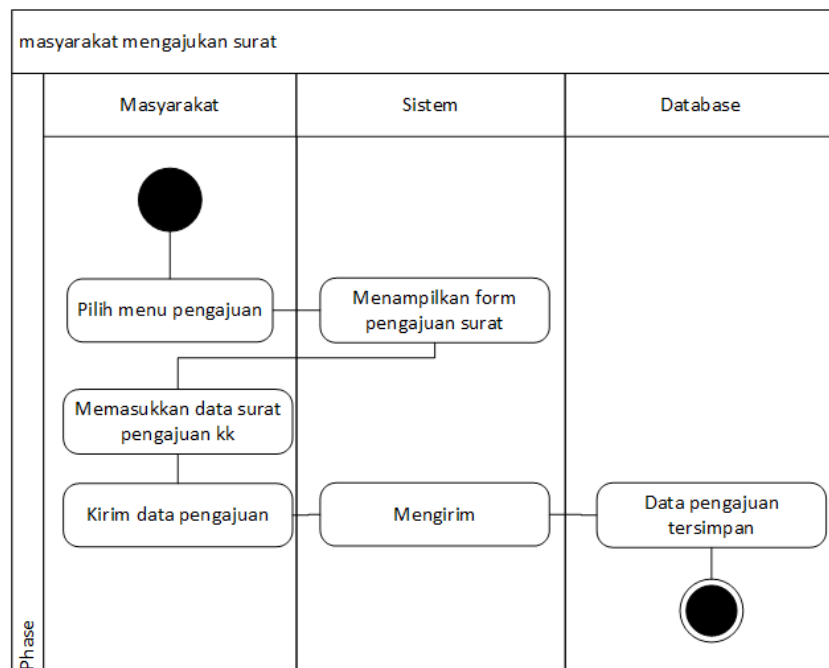 masyarakat mengajukan surat
Masyarakat
Sistem
Database
Pilih menu pengajuan
Menampilkan form
pengajuan surat
Memasukkan data surat
pengajuan kk
Kirim data pengajuan
Mengirim
Data pengajuan
tersimpan
Phase